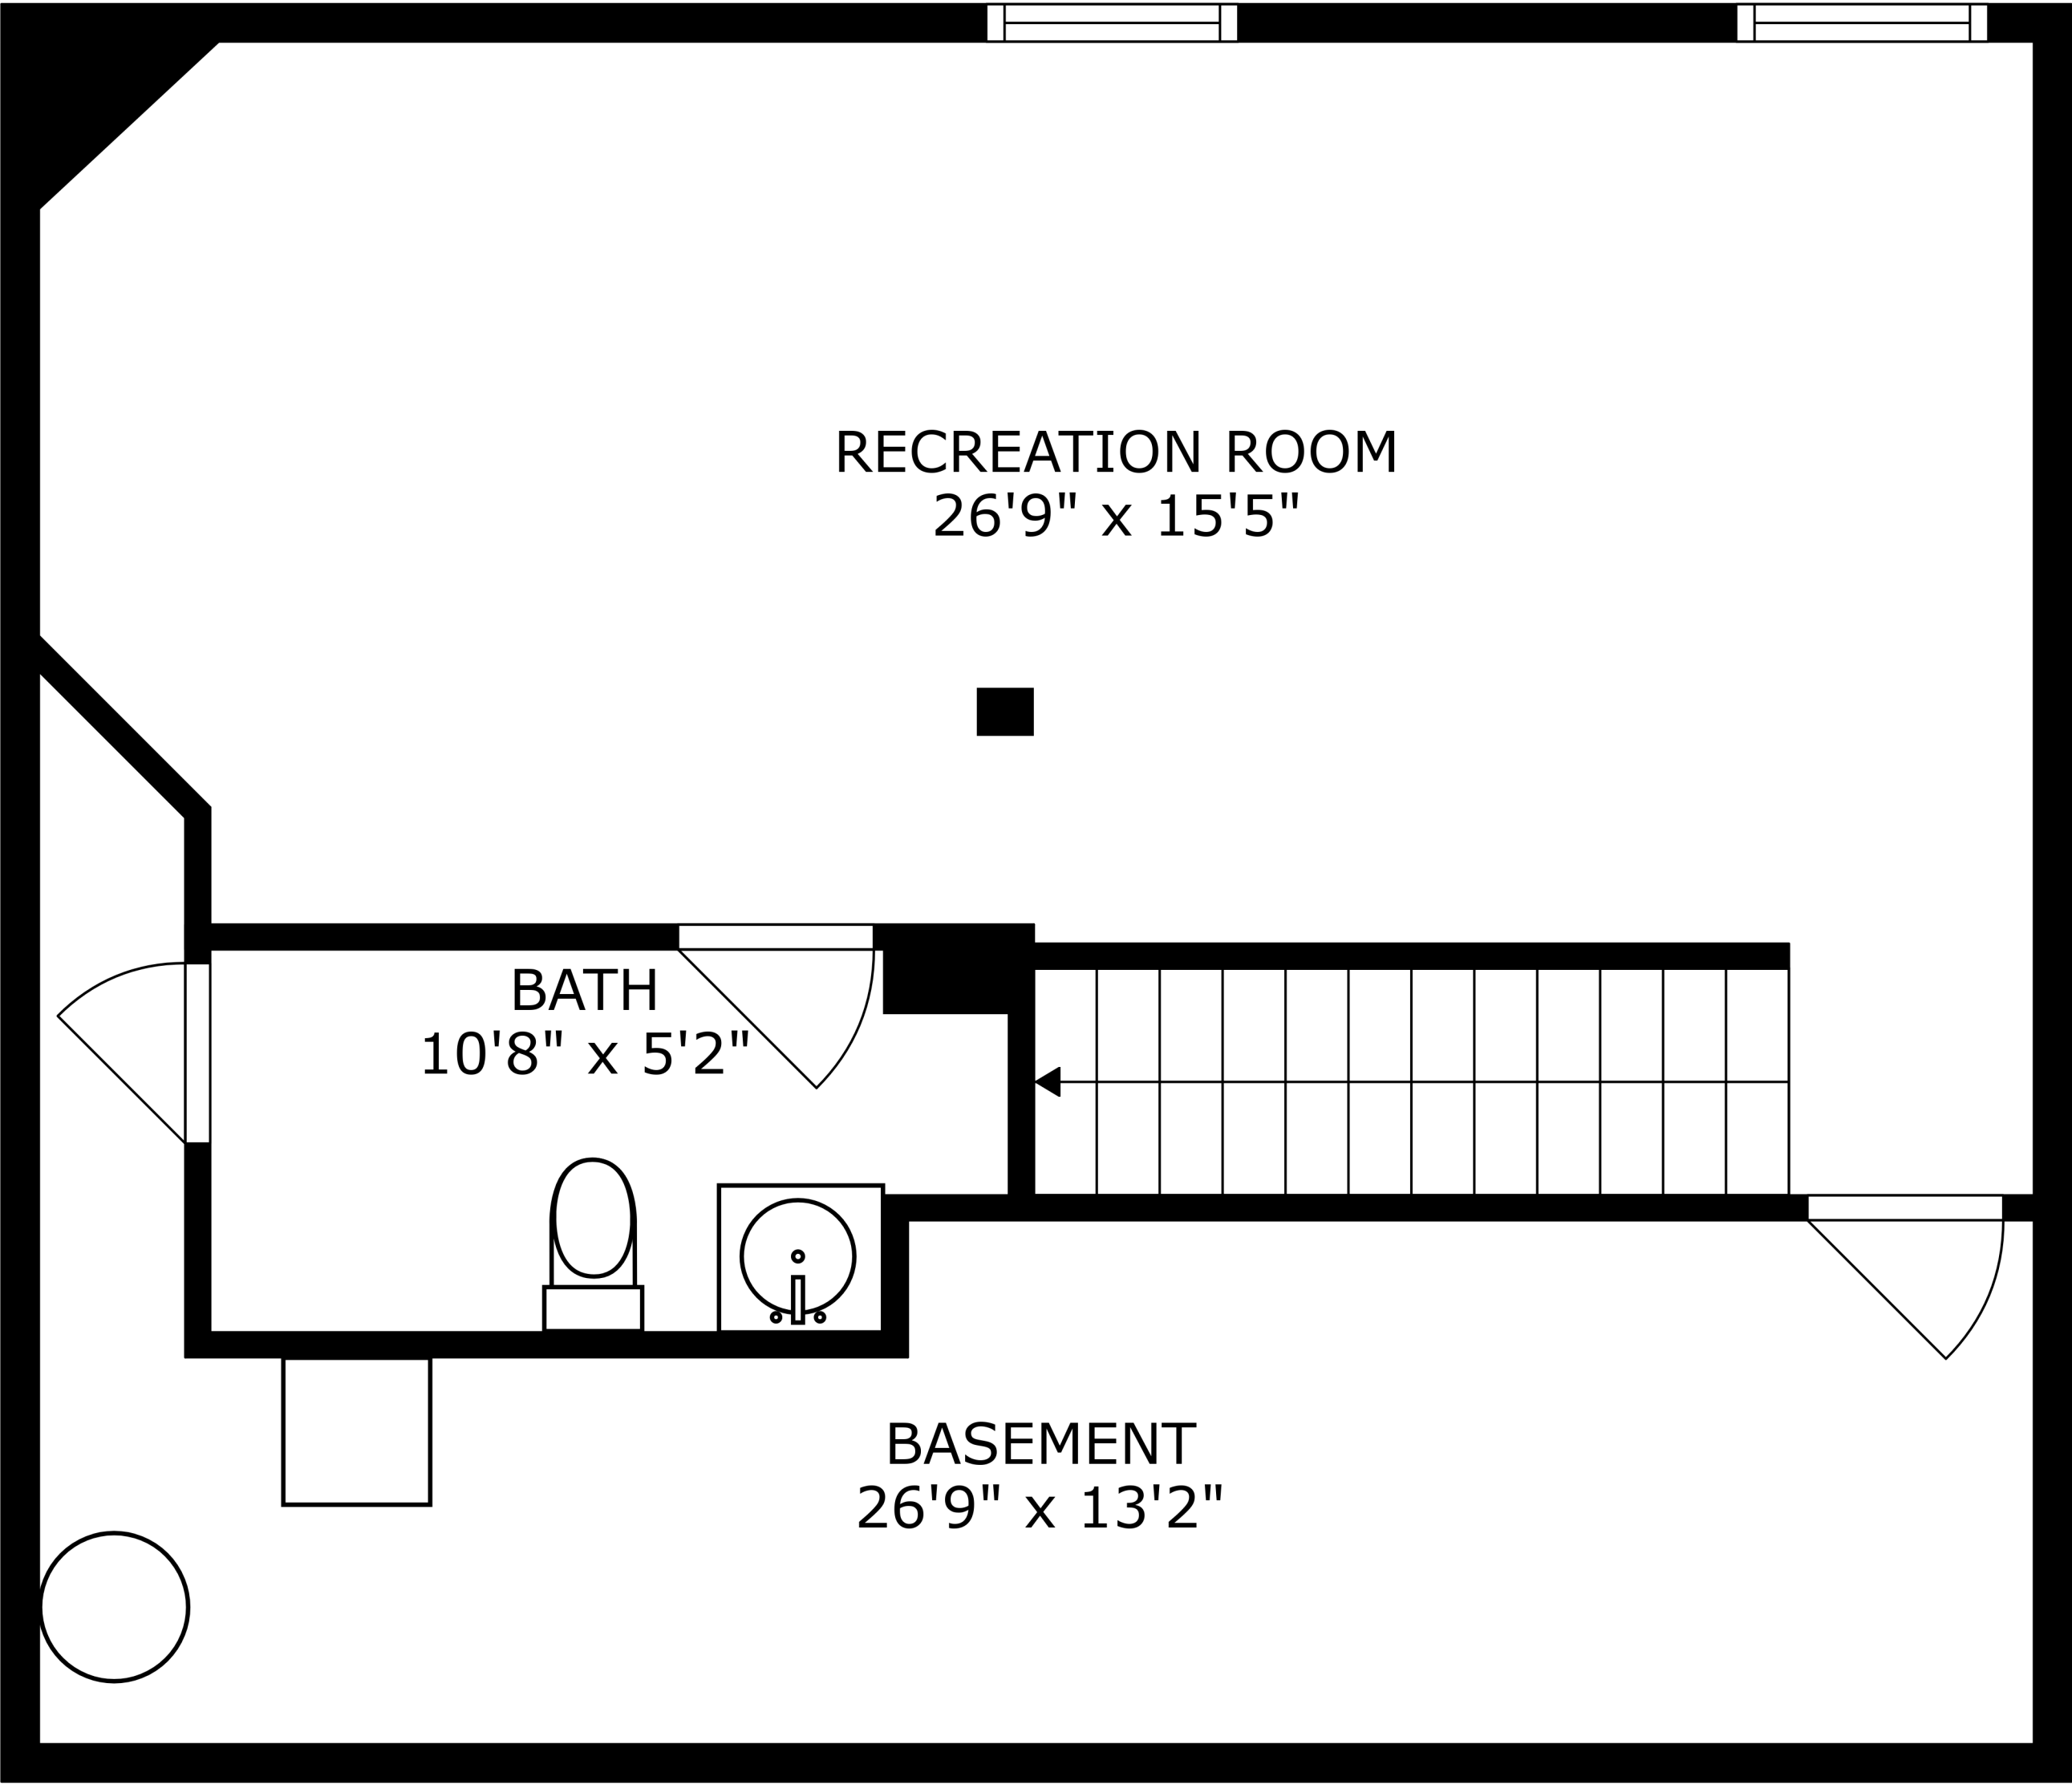 RECREATION ROOM
26'9" x 15'5"
BATH
10'8" x 5'2"
BASEMENT
26'9" x 13'2"